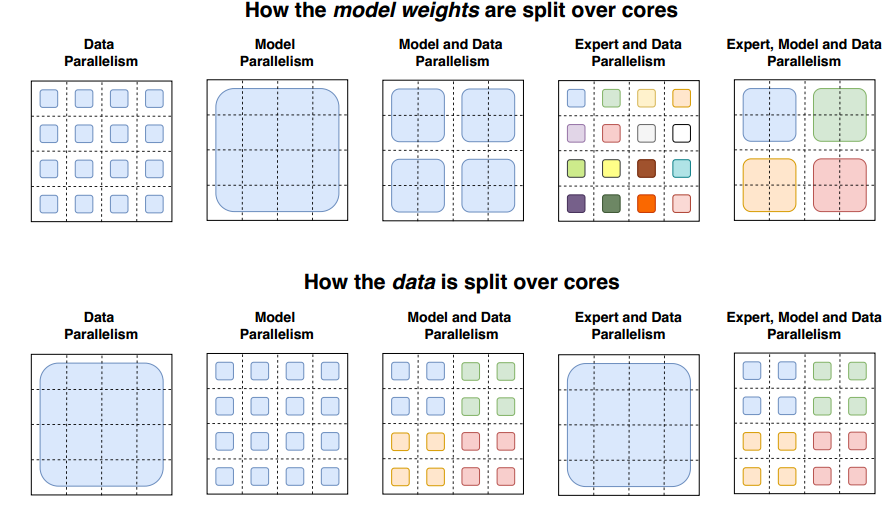 How the model weights are split over cores
Data
Parallelism
Model
Parallelism
Model and Data
Parallelism
Expert and Data
Parallelism
Expert, Model and Data
Parallelism
How the data is split over cores
Data
Parallelism
Model
Parallelism
Model and Data
Parallelism
Expert and Data
Parallelism
Expert, Model and Data
Parallelism